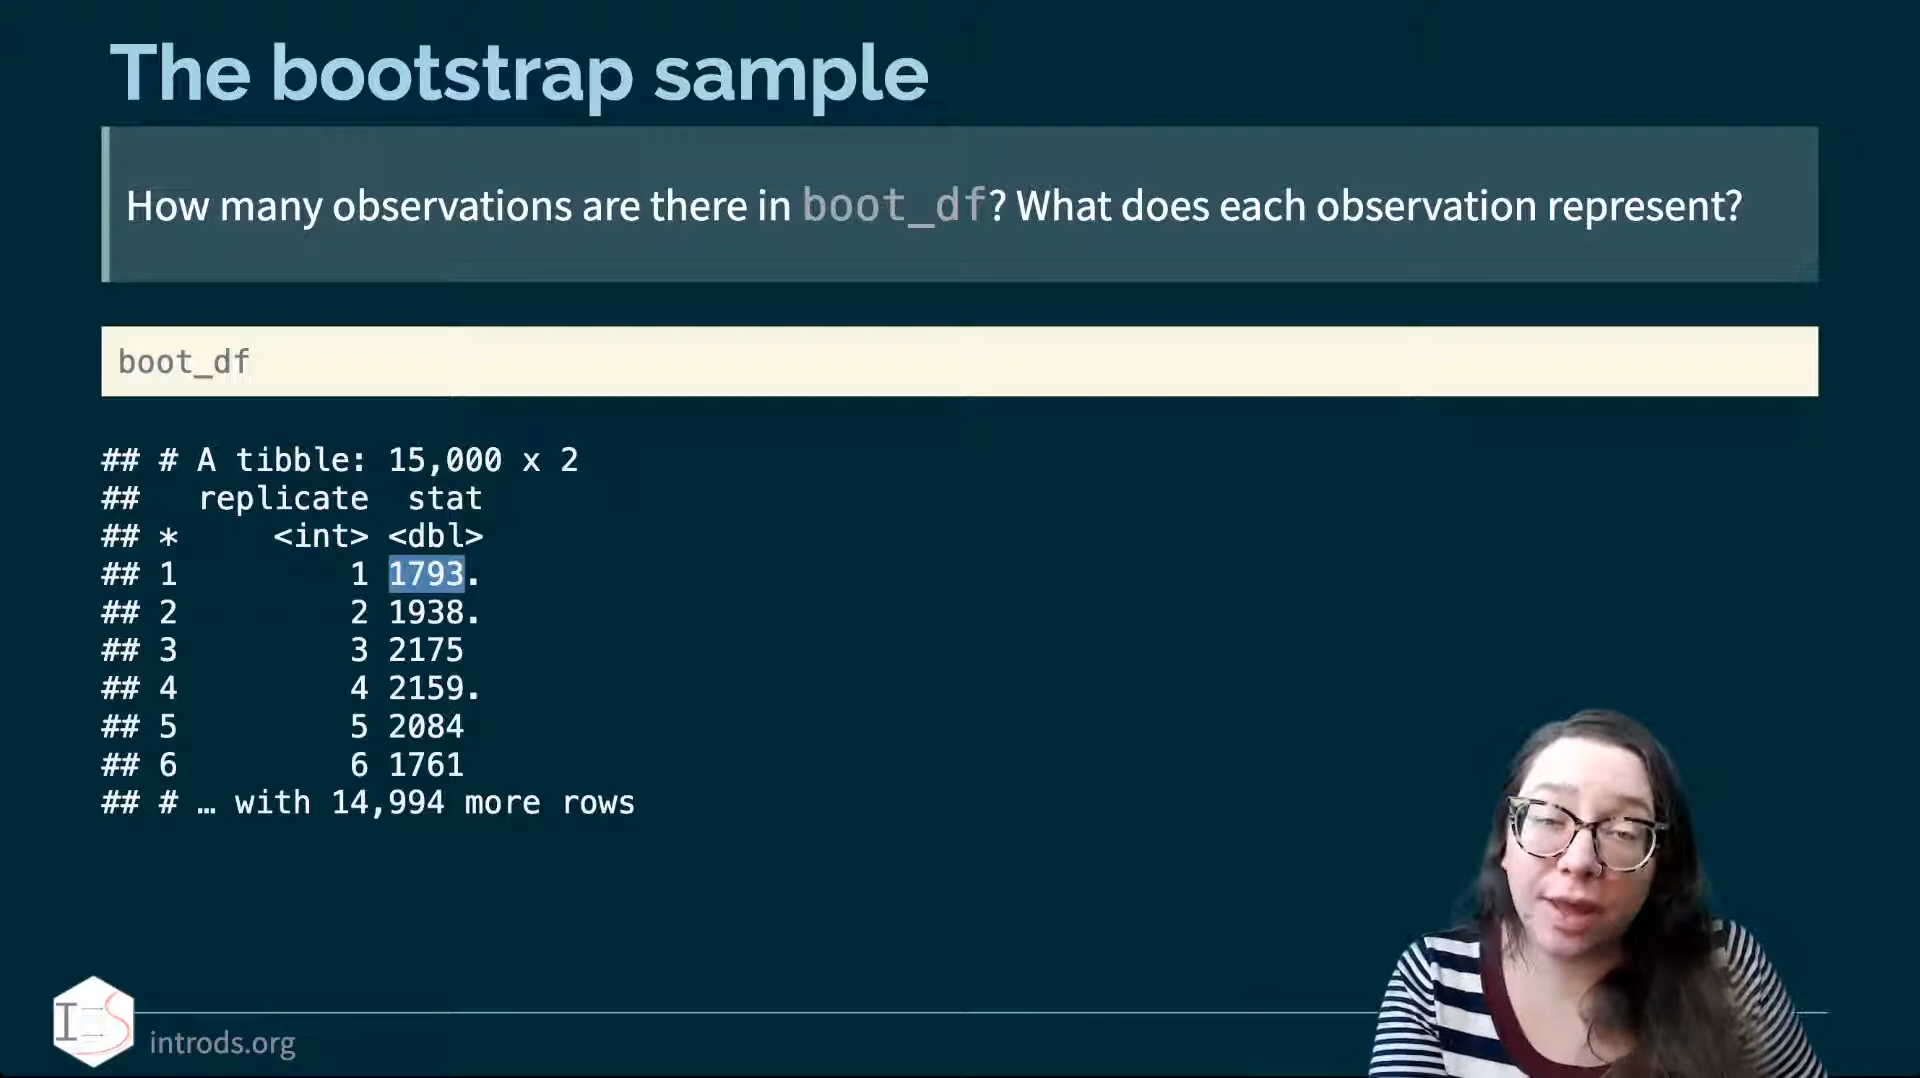 The bootstrap sample
How many observations are there in boot_df? What does each observation represent?
boot_df
## # A tibble: 15,000 x 2
##   replicate  stat
## *     <int> <dbl>
## 1         1 1793.
## 2         2 1938.
## 3         3 2175
## 4         4 2159.
## 5         5 2084
## 6         6 1761
## # … with 14,994 more rows
introds.org